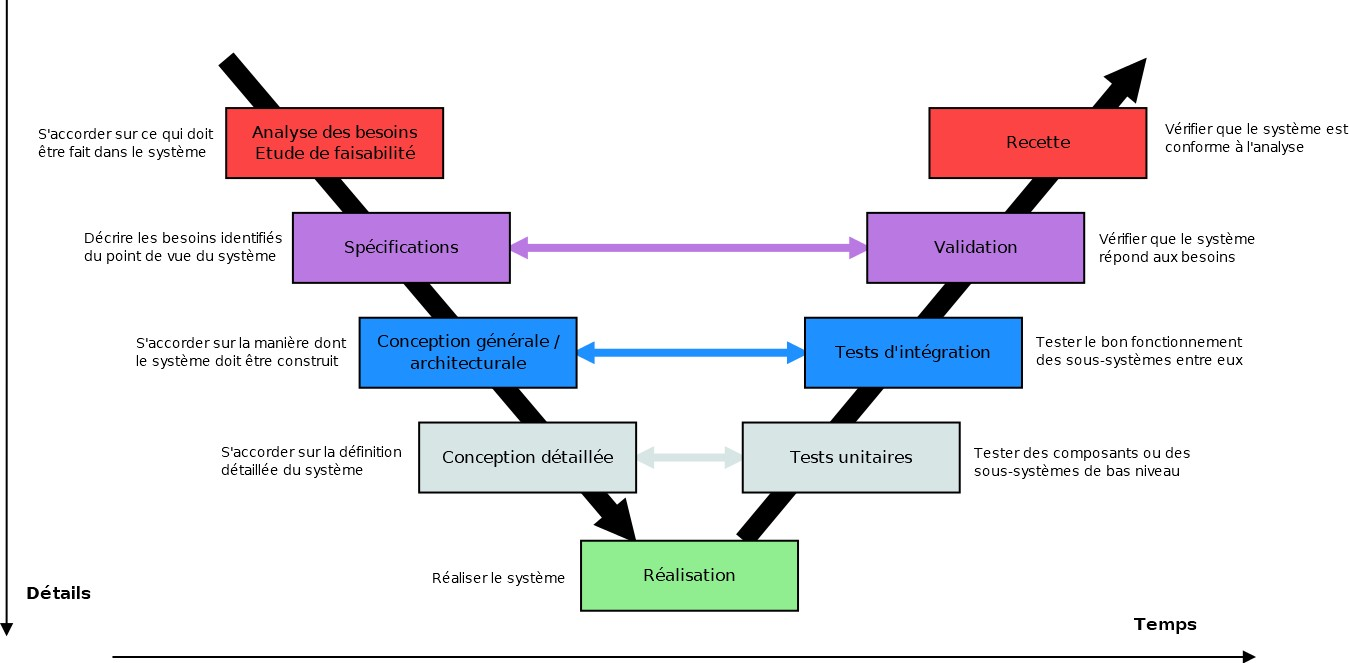 S'accorder sur ce qui doit
être fait dans le système
Analyse des besoins
Etude de faisabilité
Recette
Vérifier que le système est
conforme à l'analyse
Décrire les besoins identifiés
du point de vue du système
Spécifications
Validation
Vérifier que le système
répond aux besoins
S'accorder sur la manière dont
le système doit être construit
Conception générale /
architecturale
Tests d'intégration
Tester le bon fonctionnement
des sous-systèmes entre eux
S'accorder sur la définition
détaillée du système
Conception détaillée
Tests unitaires
Tester des composants ou des
sous-systèmes de bas niveau
Réaliser le système
Réalisation
Détails
Temps